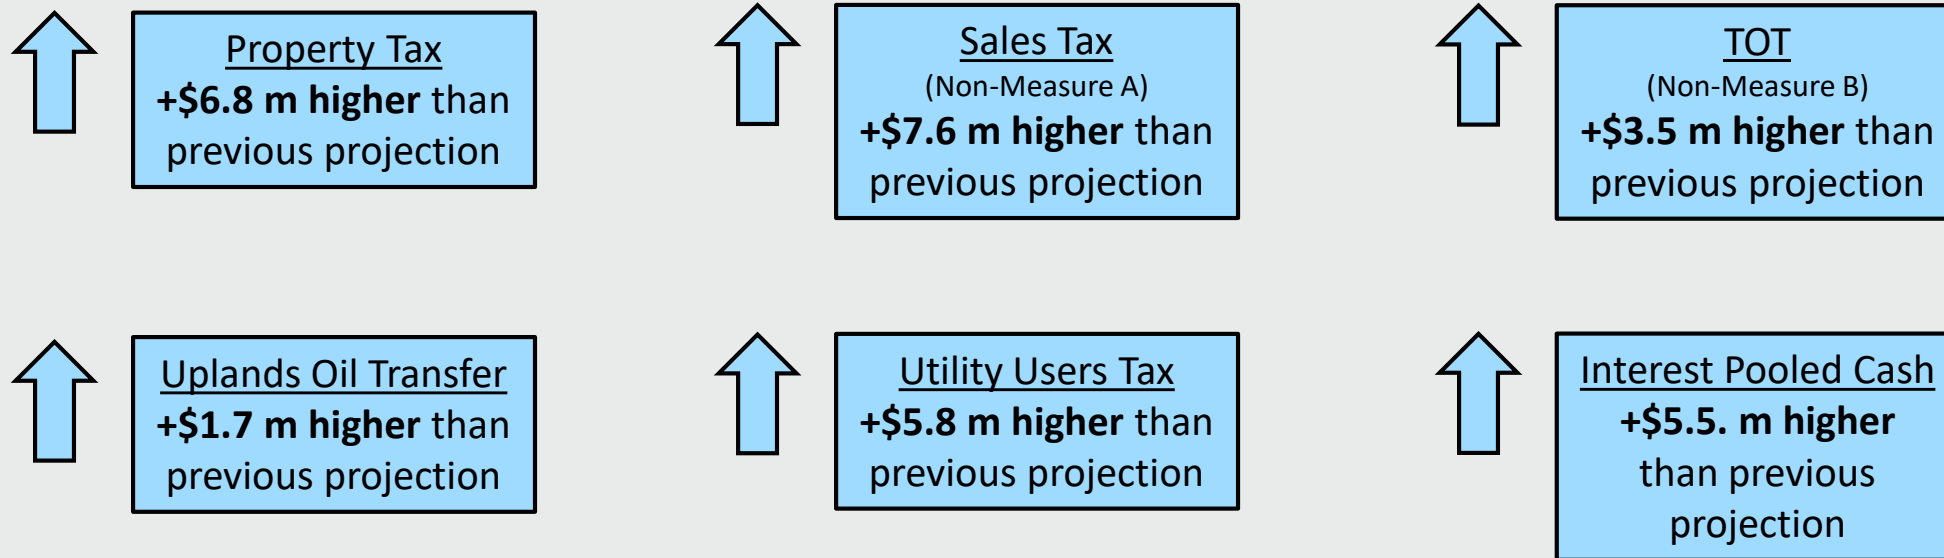 Property Tax
+$6.8 m higher than
previous projection
Sales Tax
(Non-Measure A)
+$7.6 m higher than
previous projection
TOT
(Non-Measure B)
+$3.5 m higher than
previous projection
Uplands Oil Transfer
+$1.7 m higher than
previous projection
Utility Users Tax
+$5.8 m higher than
previous projection
Interest Pooled Cash
+$5.5. m higher
than previous
projection